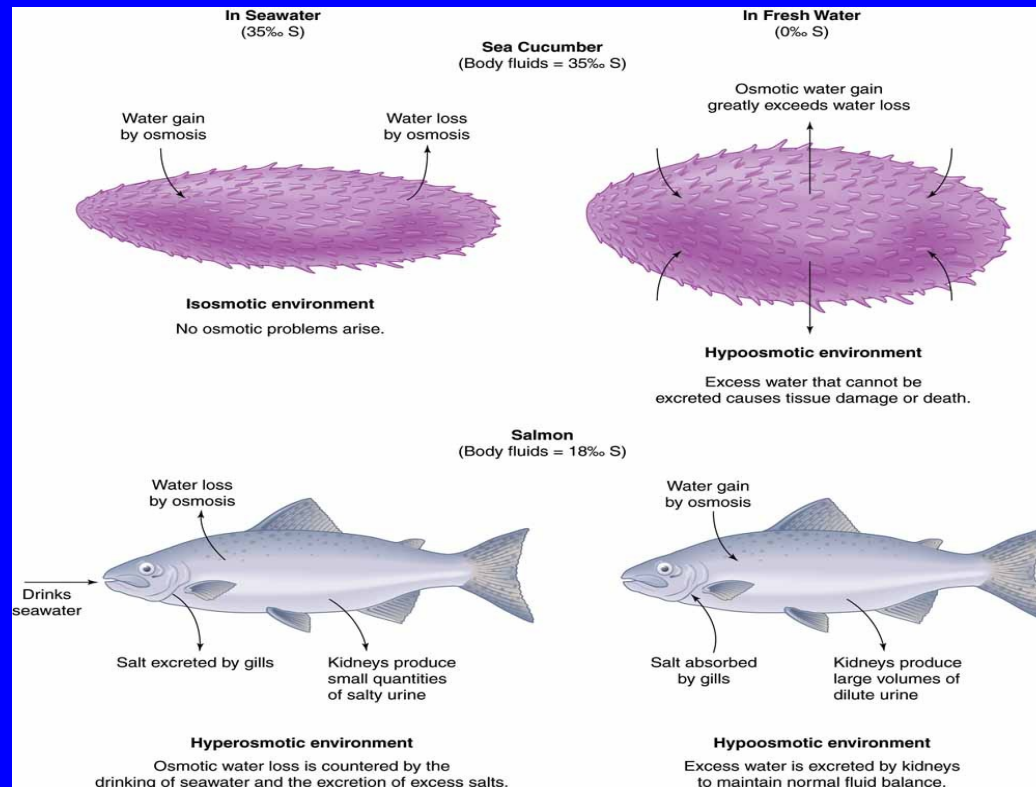 In Seawater
(35‰ S)
In Fresh Water
(0‰ S)
Sea Cucumber
(Body fluids = 35‰ S)
Water gain
by osmosis
Water loss
by osmosis
Osmotic water gain
greatly exceeds water loss
Isosmotic environment
No osmotic problems arise.
Hypoosmotic environment
Excess water that cannot be
excreted causes tissue damage or death.
Salmon
(Body fluids = 18‰ S)
Water loss
by osmosis
Drinks
seawater
Salt excreted by gills
Kidneys produce
small quantities
of salty urine
Water gain
by osmosis
Salt absorbed
by gills
Kidneys produce
large volumes of
dilute urine
Hyperosmotic environment
Osmotic water loss is countered by the
drinking of seawater and the excretion of excess salts.
Hypoosmotic environment
Excess water is excreted by kidneys
to maintain normal fluid balance.